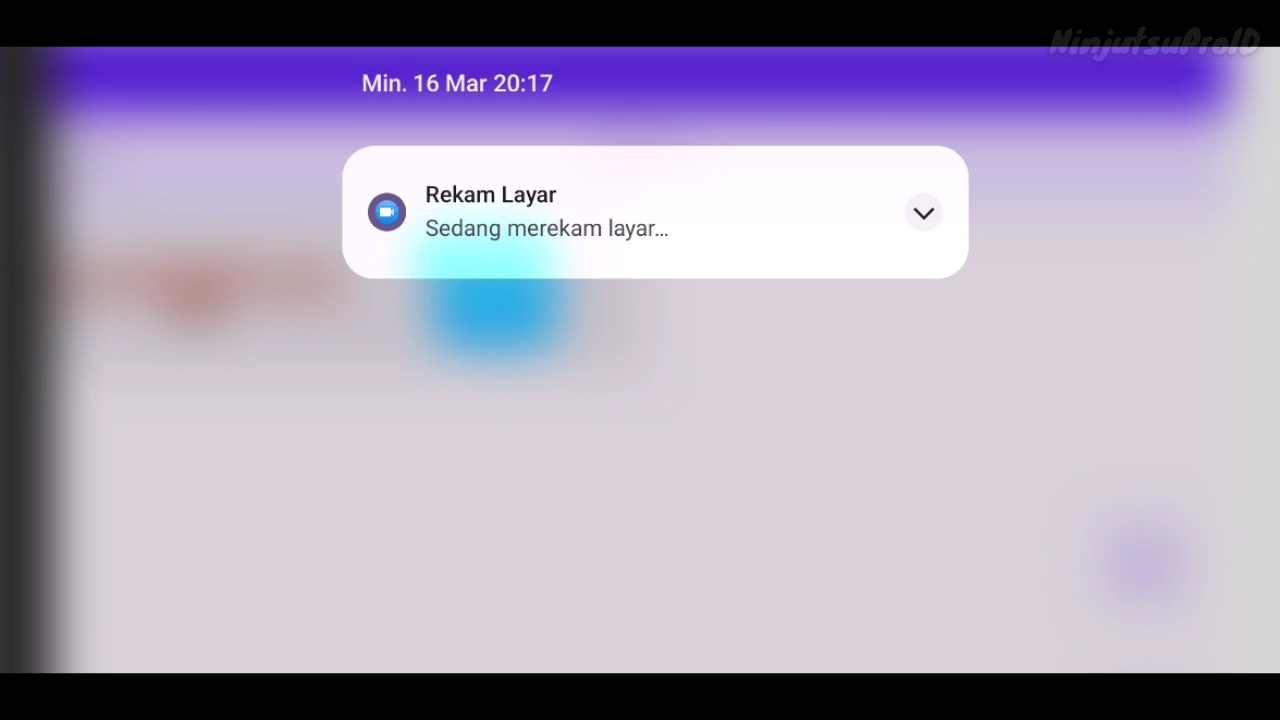 NinjutsuProID
Min. 16 Mar 20:17
Rekam Layar
Sedang merekam layar...